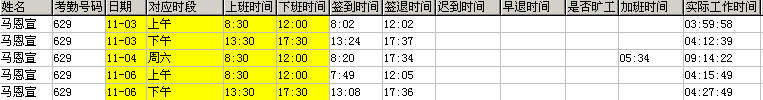 姓名 考勤号码 日期 对应时段 上班时间 下班时间 签到时间 签退时间 迟到时间 早退时间 是否旷工 加班时间 实际工作时间
马恩宣 629 11-03 上午 8:30 12:00 8:02 12:02 03:59:58
马恩宣 629 11-03 下午 13:30 17:30 13:24 17:37 04:12:39
马恩宣 629 11-04 周六 8:30 12:00 8:20 17:34 05:34 09:14:22
马恩宣 629 11-06 上午 8:30 12:00 7:49 12:05 04:15:49
马恩宣 629 11-06 下午 13:30 17:30 13:08 17:36 04:27:49